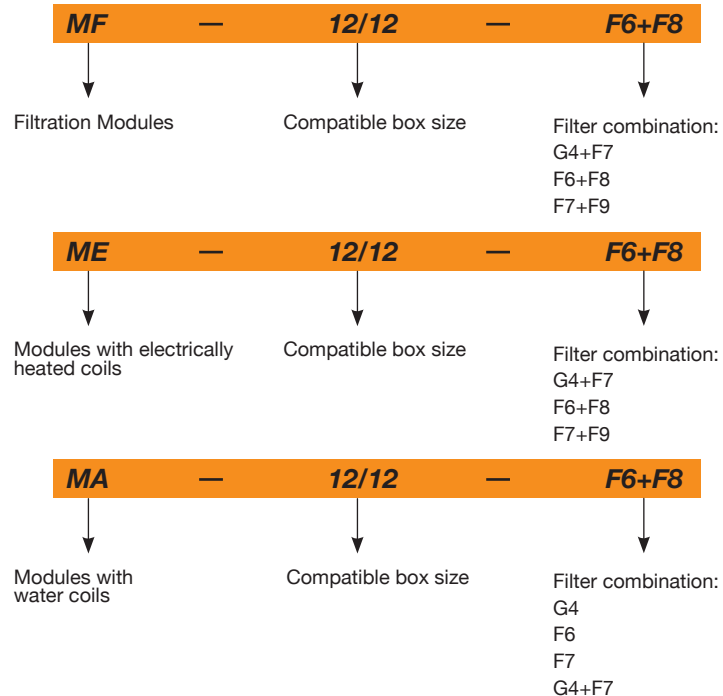 MF — 12/12 — F6+F8
Filtration Modules
Compatible box size
Filter combination:
G4+F7
F6+F8
F7+F9
ME — 12/12 — F6+F8
Modules with electrically
heated coils
Compatible box size
Filter combination:
G4+F7
F6+F8
F7+F9
MA — 12/12 — F6+F8
Modules with
water coils
Compatible box size
Filter combination:
G4
F6
F7
G4+F7